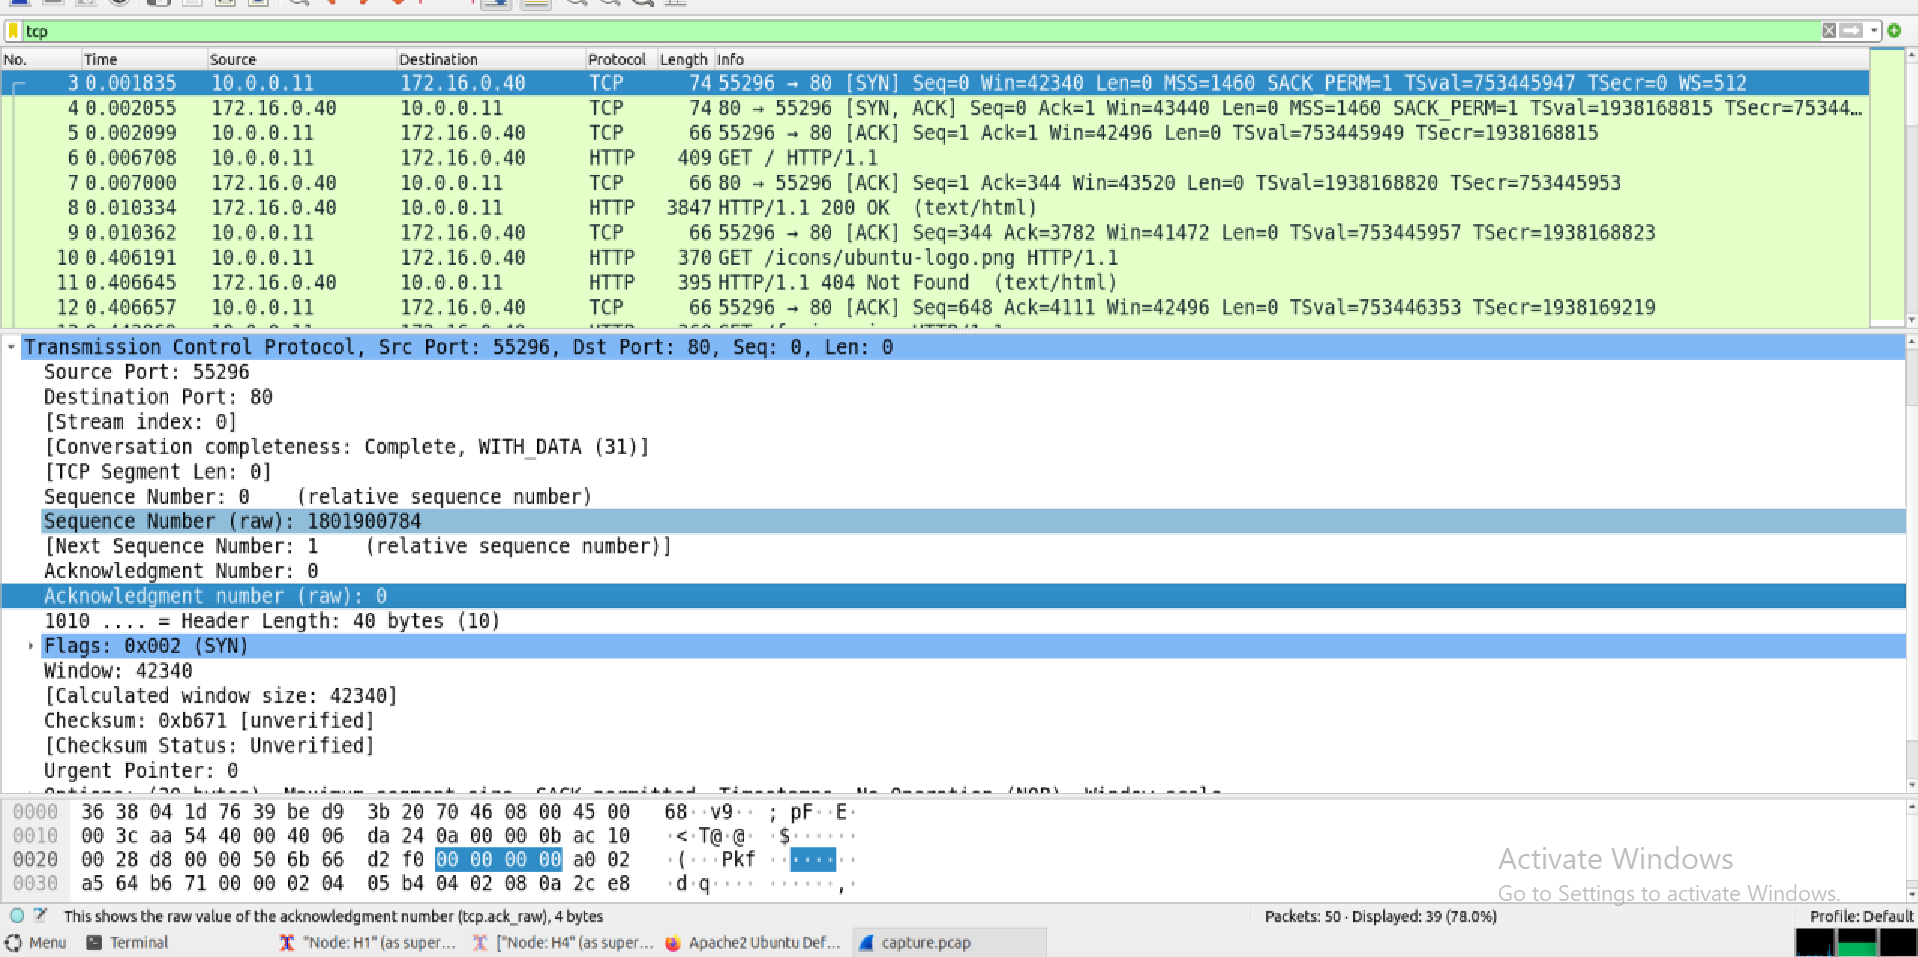 tcp
No. Time Source Destination Protocol Length Info
3 0.001835 10.0.0.11 172.16.0.40 TCP 74 55296 → 80 [SYN] Seq=0 Win=42340 Len=0 MSS=1460 SACK_PERM=1 TSval=753445947 TSecr=0 WS=512
4 0.002055 172.16.0.40 10.0.0.11 TCP 74 80 → 55296 [SYN, ACK] Seq=0 Ack=1 Win=43440 Len=0 MSS=1460 SACK_PERM=1 TSval=1938168815 TSecr=75344…
5 0.002099 10.0.0.11 172.16.0.40 TCP 66 55296 → 80 [ACK] Seq=1 Ack=1 Win=42496 Len=0 TSval=753445949 TSecr=1938168815
6 0.006708 10.0.0.11 172.16.0.40 HTTP 409 GET / HTTP/1.1
7 0.007000 172.16.0.40 10.0.0.11 TCP 66 80 → 55296 [ACK] Seq=1 Ack=344 Win=43520 Len=0 TSval=1938168820 TSecr=753445953
8 0.010334 172.16.0.40 10.0.0.11 HTTP 3847 HTTP/1.1 200 OK (text/html)
9 0.010362 10.0.0.11 172.16.0.40 TCP 66 55296 → 80 [ACK] Seq=344 Ack=3782 Win=41472 Len=0 TSval=753445957 TSecr=1938168823
10 0.406191 10.0.0.11 172.16.0.40 HTTP 370 GET /icons/ubuntu-logo.png HTTP/1.1
11 0.406645 172.16.0.40 10.0.0.11 HTTP 395 HTTP/1.1 404 Not Found (text/html)
12 0.406657 10.0.0.11 172.16.0.40 TCP 66 55296 → 80 [ACK] Seq=648 Ack=4111 Win=42496 Len=0 TSval=753446353 TSecr=1938169219
Transmission Control Protocol, Src Port: 55296, Dst Port: 80, Seq: 0, Len: 0
Source Port: 55296
Destination Port: 80
[Stream index: 0]
[Conversation completeness: Complete, WITH_DATA (31)]
[TCP Segment Len: 0]
Sequence Number: 0 (relative sequence number)
Sequence Number (raw): 1801900784
[Next Sequence Number: 1 (relative sequence number)]
Acknowledgment Number: 0
Acknowledgment number (raw): 0
1010 .... = Header Length: 40 bytes (10)
Flags: 0x002 (SYN)
Window: 42340
[Calculated window size: 42340]
Checksum: 0xb671 [unverified]
[Checksum Status: Unverified]
Urgent Pointer: 0
Options: (20 bytes), Maximum segment size, SACK permitted, Timestamps, No-Operation (NOP), Window scale
0000 36 38 04 1d 76 39 be d9 3b 20 70 46 08 00 45 00 68··v9·· ; pF··E·
0010 00 3c aa 54 40 00 40 06 da 24 0a 00 00 0b ac 10 ·<·T@·@· ·$······
0020 00 28 d8 00 00 50 6b 66 d2 f0 00 00 00 00 a0 02 ·(···Pkf ········
0030 a5 64 b6 71 00 00 02 04 05 b4 04 02 08 0a 2c e8 ·d·q···· ······,·
Activate Windows
Go to Settings to activate Windows.
This shows the raw value of the acknowledgment number (tcp.ack_raw), 4 bytes Packets: 50 · Displayed: 39 (78.0%) Profile: Default
Menu Terminal "Node: H1" (as super... ["Node: H4" (as super... Apache2 Ubuntu Def... capture.pcap